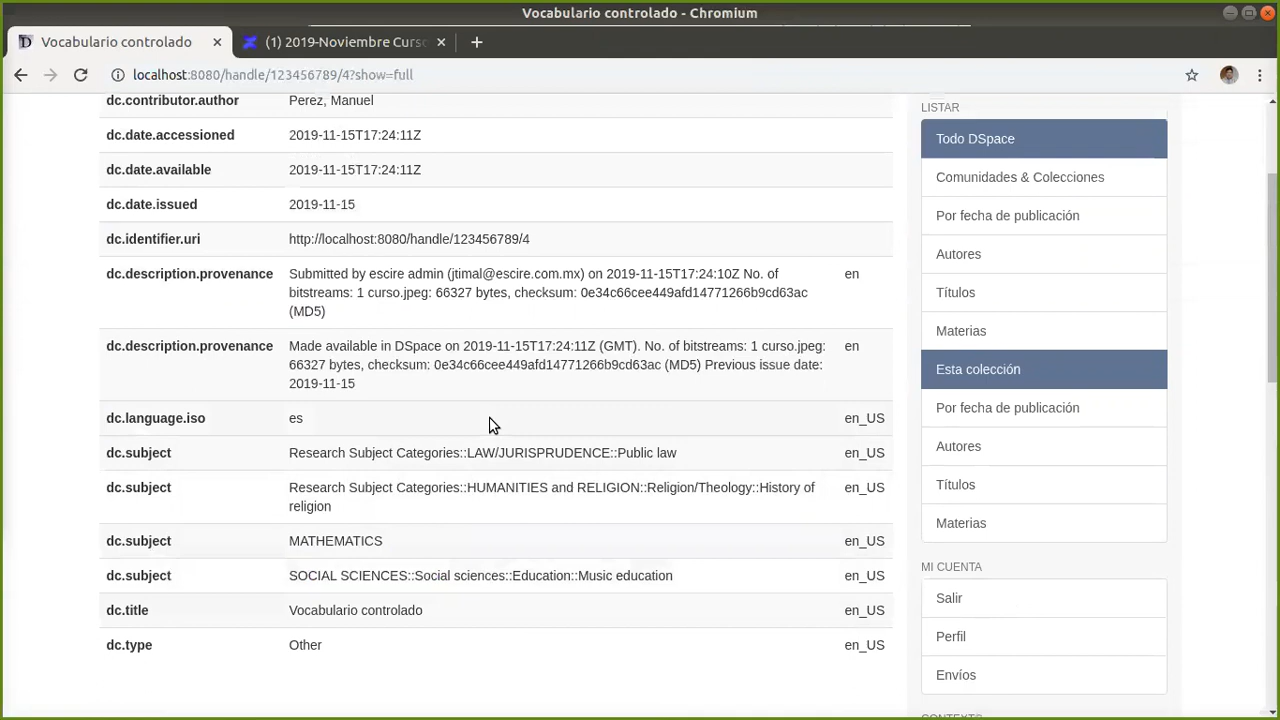 Vocabulario controlado - Chromium
Vocabulario controlado
(1) 2019-Noviembre Curso
localhost:8080/handle/123456789/4?show=full
dc.contributor.author Perez, Manuel
dc.date.accessioned 2019-11-15T17:24:11Z
dc.date.available 2019-11-15T17:24:11Z
dc.date.issued 2019-11-15
dc.identifier.uri http://localhost:8080/handle/123456789/4
dc.description.provenance Submitted by escire admin (jtimal@escire.com.mx) on 2019-11-15T17:24:10Z No. of en
bitstreams: 1 curso.jpeg: 66327 bytes, checksum: 0e34c66cee449afd14771266b9cd63ac
(MD5)
dc.description.provenance Made available in DSpace on 2019-11-15T17:24:11Z (GMT). No. of bitstreams: 1 curso.jpeg: en
66327 bytes, checksum: 0e34c66cee449afd14771266b9cd63ac (MD5) Previous issue date:
2019-11-15
dc.language.iso es en_US
dc.subject Research Subject Categories::LAW/JURISPRUDENCE::Public law en_US
dc.subject Research Subject Categories::HUMANITIES and RELIGION::Religion/Theology::History of en_US
religion
dc.subject MATHEMATICS en_US
dc.subject SOCIAL SCIENCES::Social sciences::Education::Music education en_US
dc.title Vocabulario controlado en_US
dc.type Other en_US
LISTAR
Todo DSpace
Comunidades & Colecciones
Por fecha de publicación
Autores
Títulos
Materias
Esta colección
Por fecha de publicación
Autores
Títulos
Materias
MI CUENTA
Salir
Perfil
Envíos
CONTEXTO